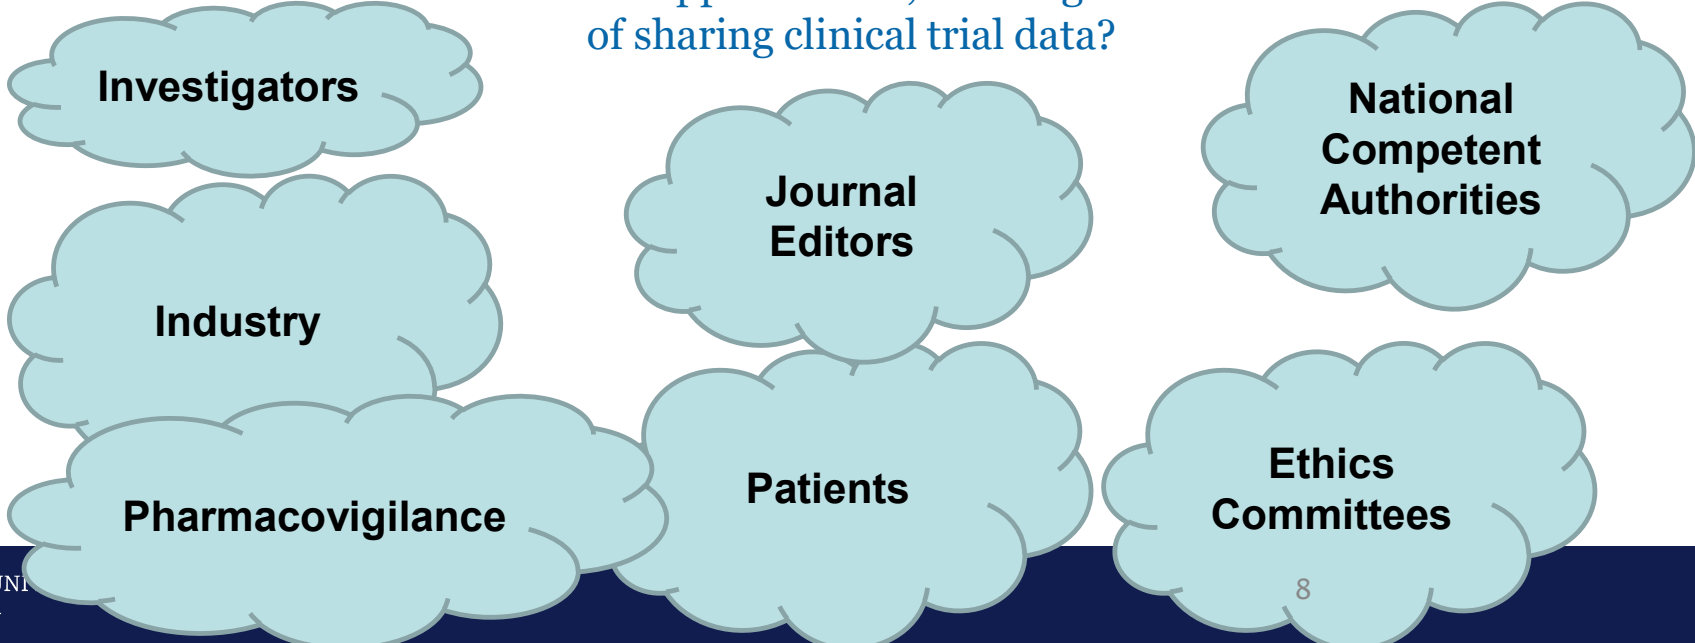 of sharing clinical trial data?
Investigators
National
Competent
Authorities
Journal
Editors
Industry
Patients
Ethics
Committees
Pharmacovigilance
8